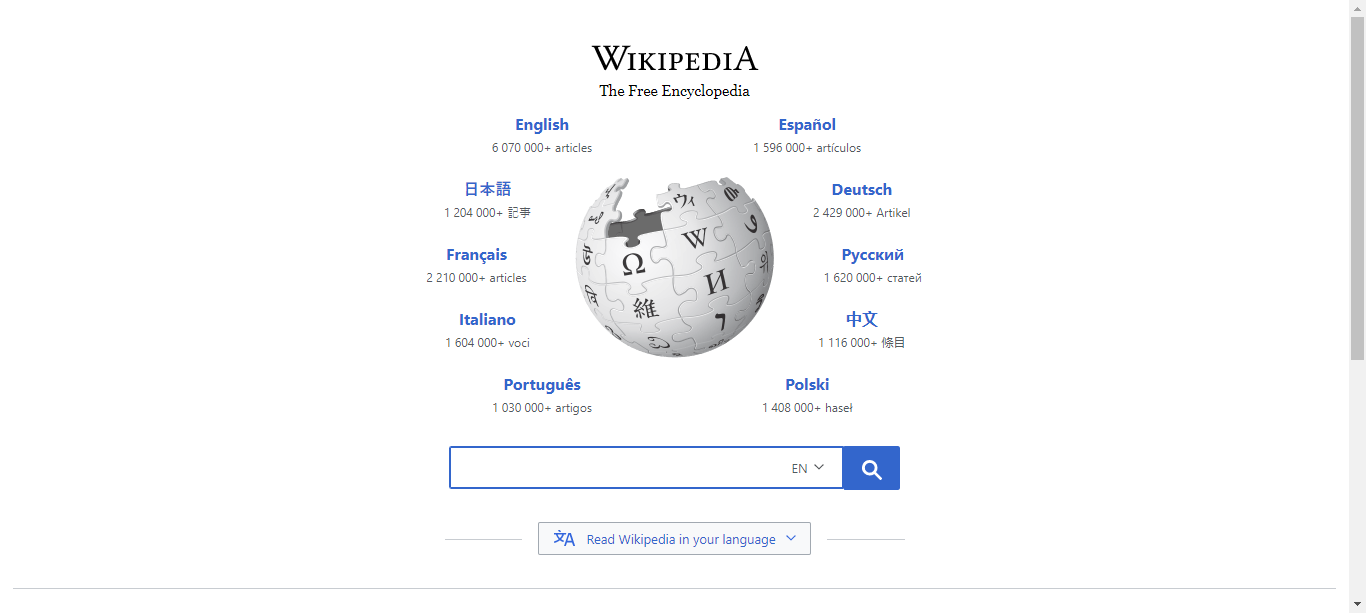 WIKIPEDIA
The Free Encyclopedia
English
6 070 000+ articles
Español
1 596 000+ artículos
日本語
1 204 000+ 記事
Deutsch
2 429 000+ Artikel
Français
2 210 000+ articles
Русский
1 620 000+ статей
Italiano
1 604 000+ voci
中文
1 116 000+ 條目
Português
1 030 000+ artigos
Polski
1 408 000+ haseł
Ω
W
И
維
ウィ
EN
Read Wikipedia in your language